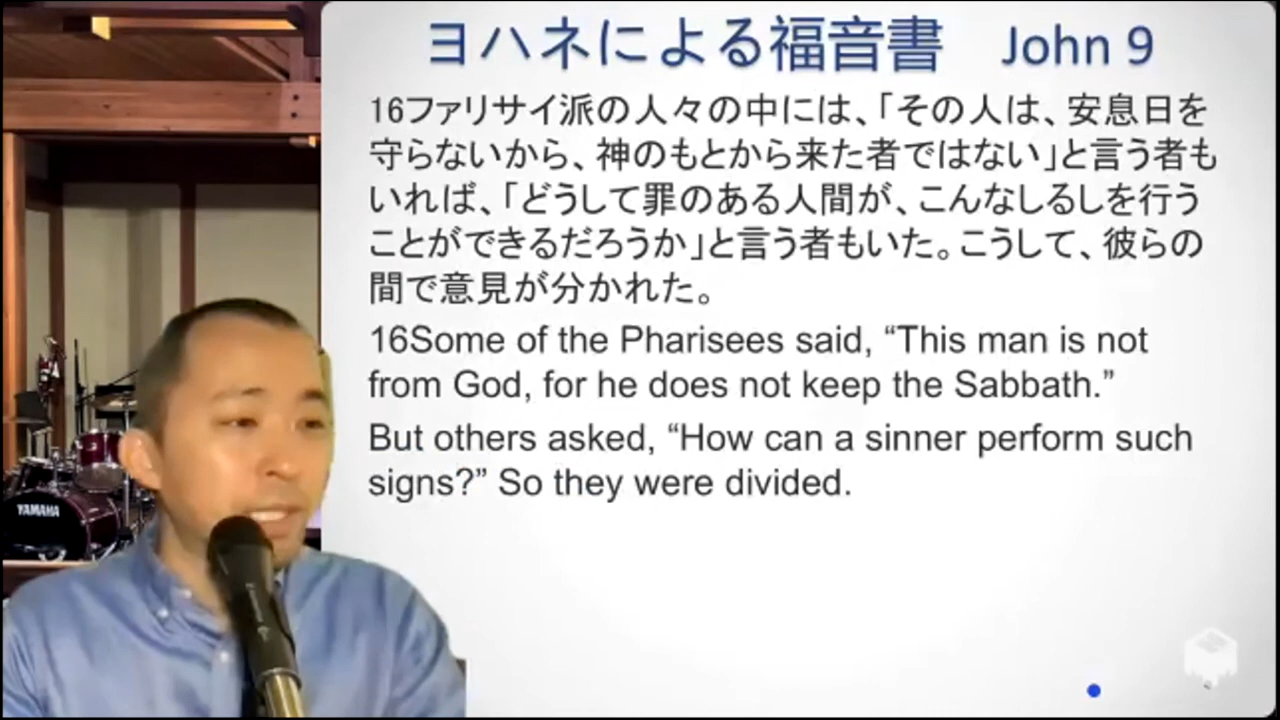 ヨハネによる福音書　John 9
16ファリサイ派の人々の中には、「その人は、安息日を
守らないから、神のもとから来た者ではない」と言う者も
いれば、「どうして罪のある人間が、こんなしるしを行う
ことができるだろうか」と言う者もいた。こうして、彼らの
間で意見が分かれた。
16Some of the Pharisees said, “This man is not
from God, for he does not keep the Sabbath.”
But others asked, “How can a sinner perform such
signs?” So they were divided.
YAMAHA